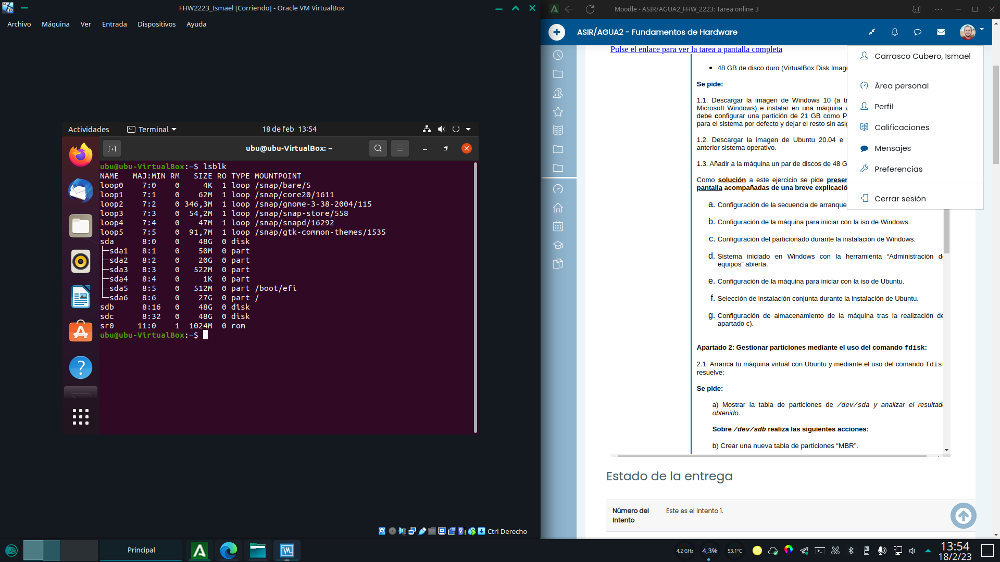 FHW2223_Ismael [Corriendo] - Oracle VM VirtualBox
Archivo Máquina Ver Entrada Dispositivos Ayuda
Actividades Terminal 18 de feb 13:54
ubu@ubu-VirtualBox: ~
ubu@ubu-VirtualBox:~$ lsblk
NAME MAJ:MIN RM SIZE RO TYPE MOUNTPOINT
loop0 7:0 0 4K 1 loop /snap/bare/5
loop1 7:1 0 62M 1 loop /snap/core20/1611
loop2 7:2 0 346,3M 1 loop /snap/gnome-3-38-2004/115
loop3 7:3 0 54,2M 1 loop /snap/snap-store/558
loop4 7:4 0 47M 1 loop /snap/snapd/16292
loop5 7:5 0 91,7M 1 loop /snap/gtk-common-themes/1535
sda 8:0 0 48G 0 disk
├─sda1 8:1 0 50M 0 part
├─sda2 8:2 0 20G 0 part
├─sda3 8:3 0 522M 0 part
├─sda4 8:4 0 1K 0 part
├─sda5 8:5 0 512M 0 part /boot/efi
└─sda6 8:6 0 27G 0 part /
sdb 8:16 0 48G 0 disk
sdc 8:32 0 48G 0 disk
sr0 11:0 1 1024M 0 rom
ubu@ubu-VirtualBox:~$
Ctrl Derecho
Moodle - ASIR/AGUA2_FHW_2223: Tarea online 3
ASIR/AGUA2 - Fundamentos de Hardware
Pulse el enlace para ver la tarea a pantalla completa
• 48 GB de disco duro (VirtualBox Disk Image
Se pide:
1.1. Descargar la imagen de Windows 10 (a
Microsoft Windows) e instalar en una máquina
debe configurar una partición de 21 GB como
para el sistema por defecto y dejar el resto sin
1.2. Descargar la imagen de Ubuntu 20.04 e
anterior sistema operativo.
1.3. Añadir a la máquina un par de discos de 48
Como solución a este ejercicio se pide
pantalla acompañadas de una breve
a. Configuración de la secuencia de arranque
b. Configuración de la máquina para iniciar con la iso de Windows.
c. Configuración del particionado durante la instalación de Windows.
d. Sistema iniciado en Windows con la herramienta “Administración
equipos” abierta.
e. Configuración de la máquina para iniciar con la iso de Ubuntu.
f. Selección de instalación conjunta durante la instalación de Ubuntu.
g. Configuración de almacenamiento de la máquina tras la realización
apartado c).
Apartado 2: Gestionar particiones mediante el uso del comando fdisk:
2.1. Arranca tu máquina virtual con Ubuntu y mediante el uso del comando fdis
resuelve:
Se pide:
a) Mostrar la tabla de particiones de /dev/sda y analizar el
obtenido.
Sobre /dev/sdb realiza las siguientes acciones:
b) Crear una nueva tabla de particiones “MBR”.
Carrasco Cubero, Ismael
Área personal
Perfil
Calificaciones
Mensajes
Preferencias
Cerrar sesión
Estado de la entrega
Número del
Intento
Este es el intento 1.
Principal
4,2 GHz 4,3% 53,1°C
13:54
18/2/23